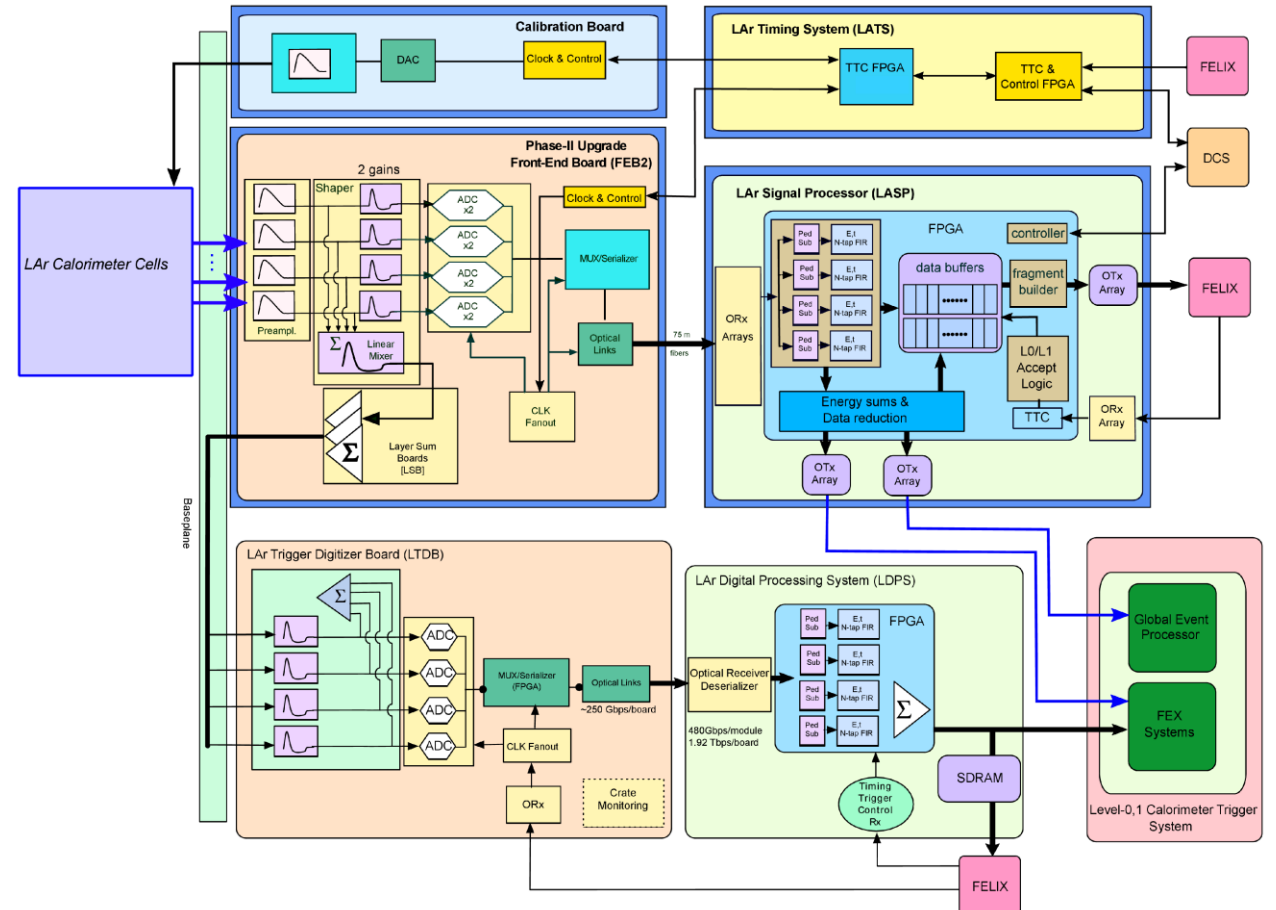 Calibration Board
DAC
Clock & Control
LAr Timing System (LATS)
TTC FPGA
TTC &
Control FPGA
FELIX
DCS
Phase-II Upgrade
Front-End Board (FEB2)
2 gains
Shaper
Preampl.
ADC
x2
ADC
x2
ADC
x2
ADC
x2
Clock & Control
MUX/Serializer
Optical
Links
75 m
fibers
Σ
Linear
Mixer
CLK
Fanout
Σ
Layer Sum
Boards
[LSB]
LAr Calorimeter Cells
Baseplane
LAr Signal Processor (LASP)
FPGA
ORx
Arrays
Ped
Sub
E,t
N-tap FIR
Ped
Sub
E,t
N-tap FIR
Ped
Sub
E,t
N-tap FIR
Ped
Sub
E,t
N-tap FIR
data buffers
controller
fragment
builder
OTx
Array
FELIX
L0/L1
Accept
Logic
TTC
ORx
Array
Energy sums &
Data reduction
OTx
Array
OTx
Array
LAr Trigger Digitizer Board (LTDB)
Σ
ADC
ADC
ADC
ADC
MUX/Serializer
(FPGA)
Optical Links
~250 Gbps/board
CLK Fanout
ORx
Crate
Monitoring
LAr Digital Processing System (LDPS)
Optical Receiver
Deserializer
480Gbps/module
1.92 Tbps/board
Ped
Sub
E,t
N-tap FIR
Ped
Sub
E,t
N-tap FIR
Ped
Sub
E,t
N-tap FIR
Ped
Sub
E,t
N-tap FIR
FPGA
Σ
Timing
Trigger
Control
Rx
SDRAM
FELIX
Global Event
Processor
FEX
Systems
Level-0,1 Calorimeter Trigger
System